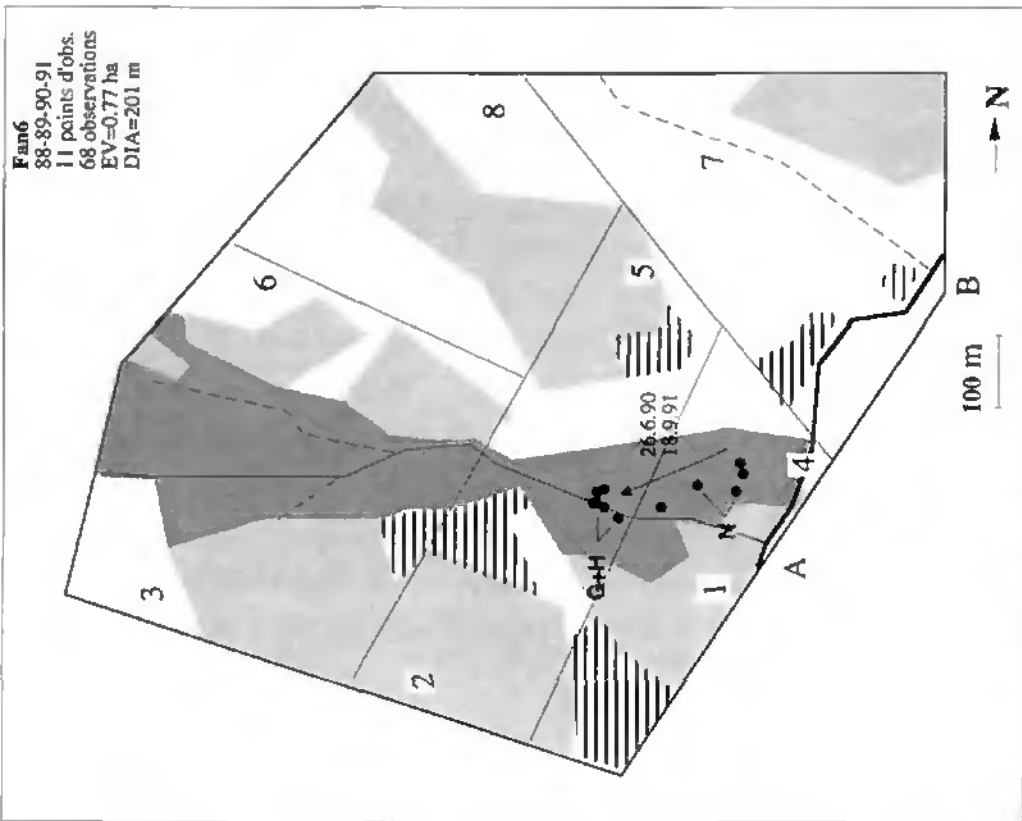 Fan6
88-89-90-91
11 points d'obs.
68 observations
EV=0.77 ha
DIA=201 m
8
6
7
3
5
26.6.90
18.9.91
2
4
G+H
N
1
A
B
100 m
N